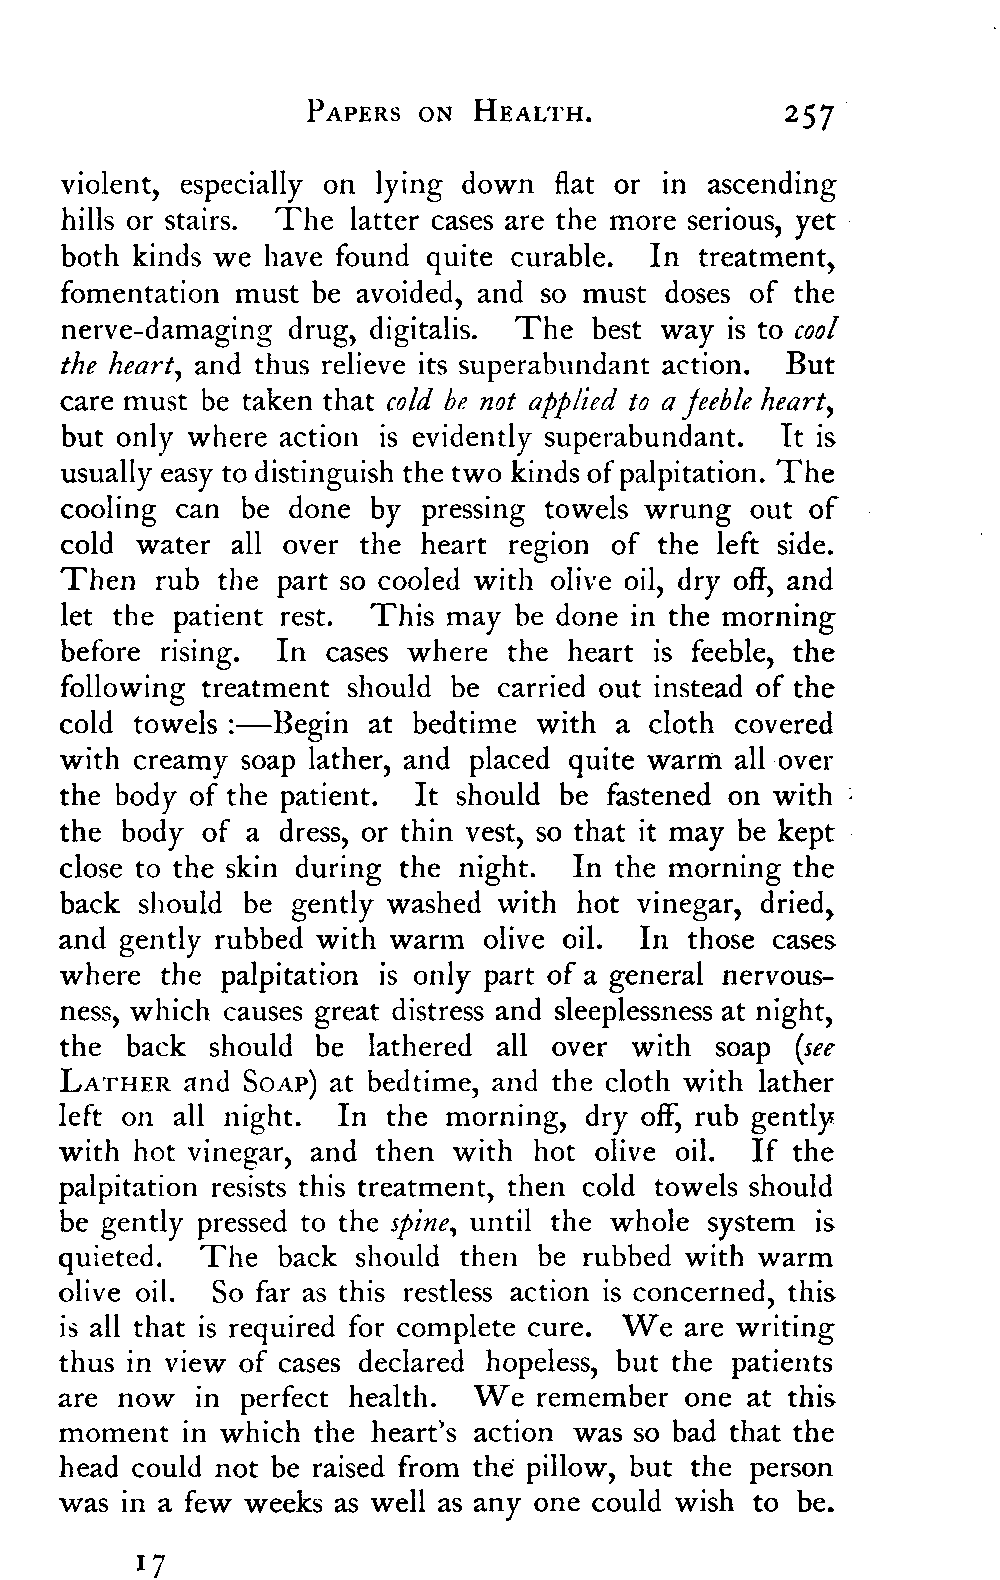 PAPERS ON HEALTH. 257
violent, especially on lying down flat or in ascending
hills or stairs. The latter cases are the more serious, yet
both kinds we have found quite curable. In treatment,
fomentation must be avoided, and so must doses of the
nerve-damaging drug, digitalis. The best way is to cool
the heart, and thus relieve its superabundant action. But
care must be taken that cold be not applied to a feeble heart,
but only where action is evidently superabundant. It is
usually easy to distinguish the two kinds of palpitation. The
cooling can be done by pressing towels wrung out of
cold water all over the heart region of the left side.
Then rub the part so cooled with olive oil, dry off, and
let the patient rest. This may be done in the morning
before rising. In cases where the heart is feeble, the
following treatment should be carried out instead of the
cold towels :—Begin at bedtime with a cloth covered
with creamy soap lather, and placed quite warm all over
the body of the patient. It should be fastened on with
the body of a dress, or thin vest, so that it may be kept
close to the skin during the night. In the morning the
back should be gently washed with hot vinegar, dried,
and gently rubbed with warm olive oil. In those cases
where the palpitation is only part of a general nervous-
ness, which causes great distress and sleeplessness at night,
the back should be lathered all over with soap (see
LATHER and SOAP) at bedtime, and the cloth with lather
left on all night. In the morning, dry off, rub gently
with hot vinegar, and then with hot olive oil. If the
palpitation resists this treatment, then cold towels should
be gently pressed to the spine, until the whole system is
quieted. The back should then be rubbed with warm
olive oil. So far as this restless action is concerned, this
is all that is required for complete cure. We are writing
thus in view of cases declared hopeless, but the patients
are now in perfect health. We remember one at this
moment in which the heart's action was so bad that the
head could not be raised from the pillow, but the person
was in a few weeks as well as any one could wish to be.
17